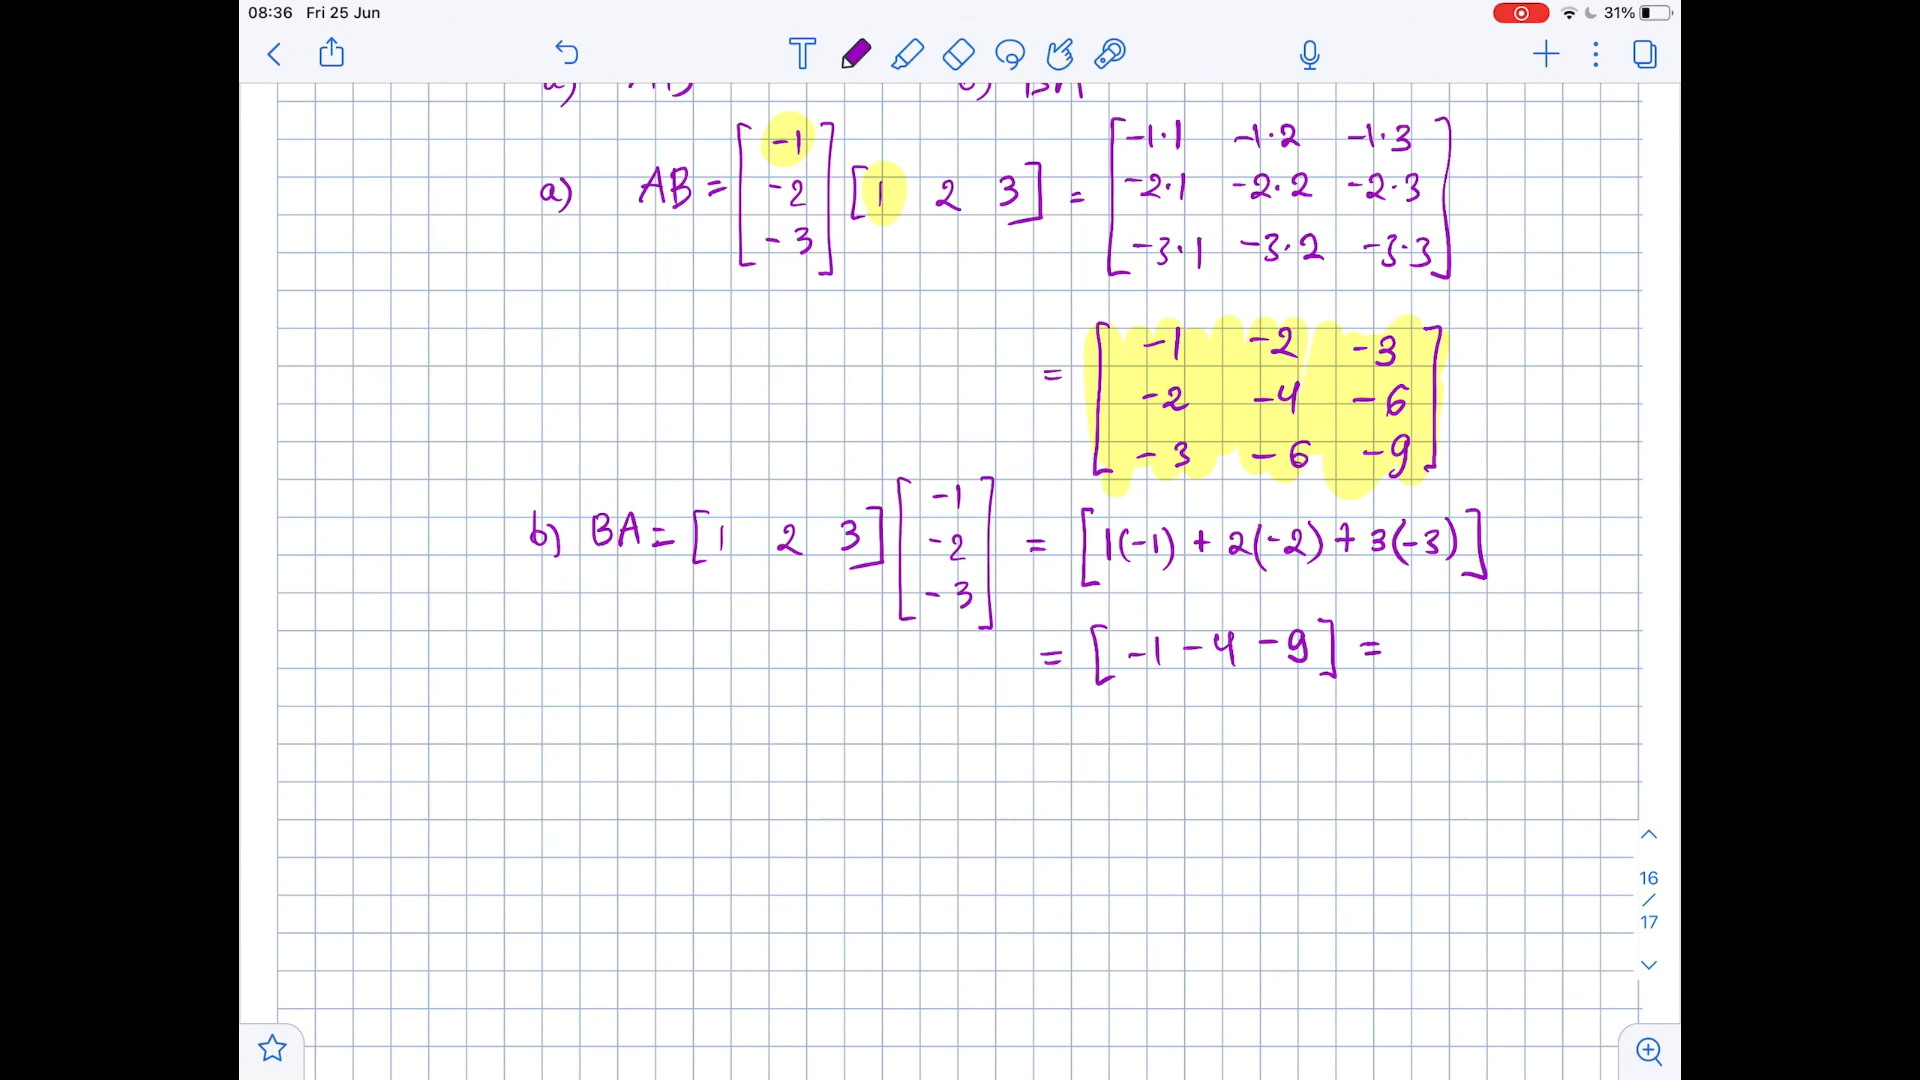 08:36 Fri 25 Jun 31%
a) AB = [-1 -2 -3] [1 2 3] = [-1·1 -1·2 -1·3
-2·1 -2·2 -2·3
-3·1 -3·2 -3·3]
= [-1 -2 -3
-2 -4 -6
-3 -6 -9]
b) BA = [1 2 3] [-1 -2 -3] = [1(-1) + 2(-2) + 3(-3)]
= [-1 -4 -9] =
16
/
17